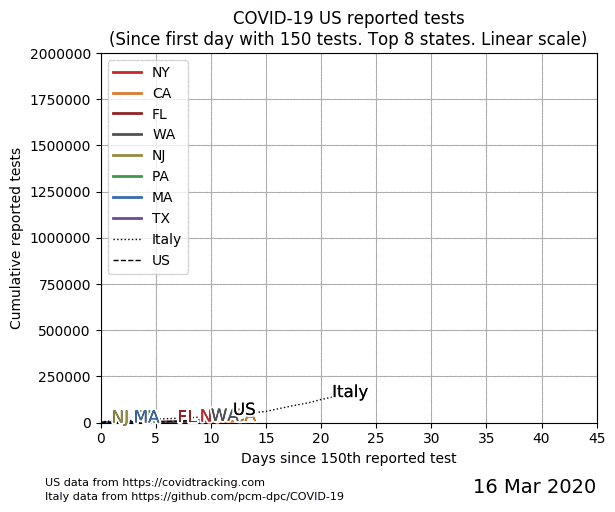 COVID-19 US reported tests
(Since first day with 150 tests. Top 8 states. Linear scale)
Cumulative reported tests
2000000
1750000
1500000
1250000
1000000
750000
500000
250000
0
NY
CA
FL
WA
NJ
PA
MA
TX
Italy
US
Italy
NJ MA FL N WA US
0 5 10 15 20 25 30 35 40 45
Days since 150th reported test
US data from https://covidtracking.com
Italy data from https://github.com/pcm-dpc/COVID-19
16 Mar 2020